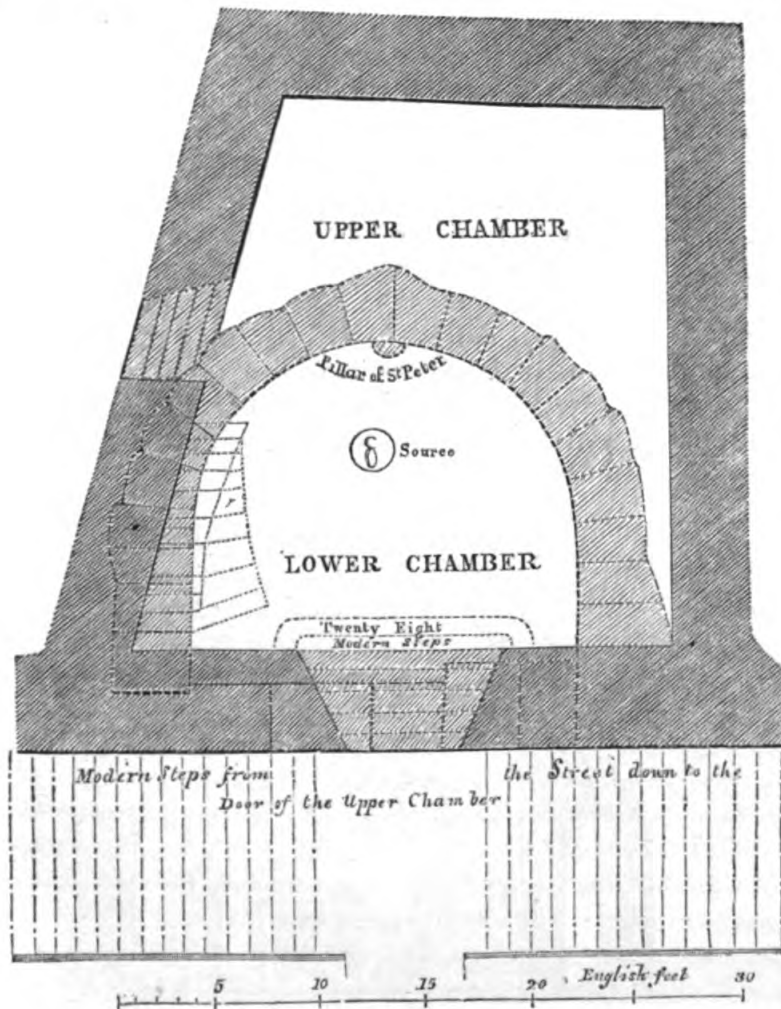 UPPER CHAMBER
Pillar of St Peter
Source
LOWER CHAMBER
Twenty Eight
Modern Steps
Modern Steps from the Street down to the
Door of the Upper Chamber
English feet
5 10 15 20 30